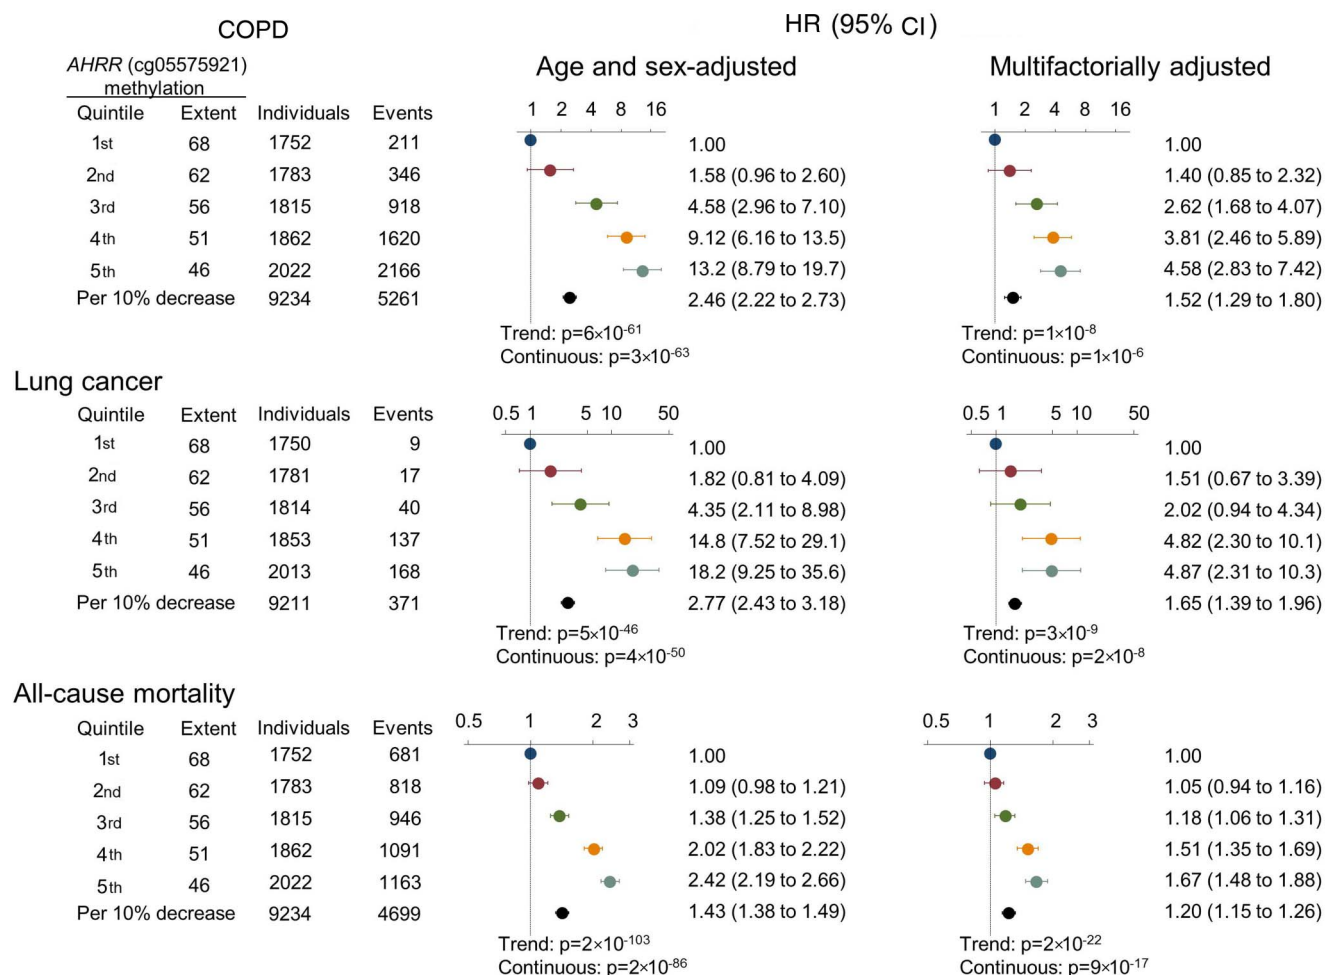 COPD HR (95% CI)
AHRR (cg05575921) Age and sex-adjusted Multifactorially adjusted
methylation
Quintile Extent Individuals Events 1 2 4 8 16 1 2 4 8 16
1st 68 1752 211 1.00 1.00
2nd 62 1783 346 1.58 (0.96 to 2.60) 1.40 (0.85 to 2.32)
3rd 56 1815 918 4.58 (2.96 to 7.10) 2.62 (1.68 to 4.07)
4th 51 1862 1620 9.12 (6.16 to 13.5) 3.81 (2.46 to 5.89)
5th 46 2022 2166 13.2 (8.79 to 19.7) 4.58 (2.83 to 7.42)
Per 10% decrease 9234 5261 2.46 (2.22 to 2.73) 1.52 (1.29 to 1.80)
Trend: p=6×10⁻⁶¹ Trend: p=1×10⁻⁸
Continuous: p=3×10⁻⁶³ Continuous: p=1×10⁻⁶
Lung cancer
Quintile Extent Individuals Events 0.5 1 5 10 50 0.5 1 5 10 50
1st 68 1750 9 1.00 1.00
2nd 62 1781 17 1.82 (0.81 to 4.09) 1.51 (0.67 to 3.39)
3rd 56 1814 40 4.35 (2.11 to 8.98) 2.02 (0.94 to 4.34)
4th 51 1853 137 14.8 (7.52 to 29.1) 4.82 (2.30 to 10.1)
5th 46 2013 168 18.2 (9.25 to 35.6) 4.87 (2.31 to 10.3)
Per 10% decrease 9211 371 2.77 (2.43 to 3.18) 1.65 (1.39 to 1.96)
Trend: p=5×10⁻⁴⁶ Trend: p=3×10⁻⁹
Continuous: p=4×10⁻⁵⁰ Continuous: p=2×10⁻⁸
All-cause mortality
Quintile Extent Individuals Events 0.5 1 2 3 0.5 1 2 3
1st 68 1752 681 1.00 1.00
2nd 62 1783 818 1.09 (0.98 to 1.21) 1.05 (0.94 to 1.16)
3rd 56 1815 946 1.38 (1.25 to 1.52) 1.18 (1.06 to 1.31)
4th 51 1862 1091 2.02 (1.83 to 2.22) 1.51 (1.35 to 1.69)
5th 46 2022 1163 2.42 (2.19 to 2.66) 1.67 (1.48 to 1.88)
Per 10% decrease 9234 4699 1.43 (1.38 to 1.49) 1.20 (1.15 to 1.26)
Trend: p=2×10⁻¹⁰³ Trend: p=2×10⁻²²
Continuous: p=2×10⁻⁸⁶ Continuous: p=9×10⁻¹⁷